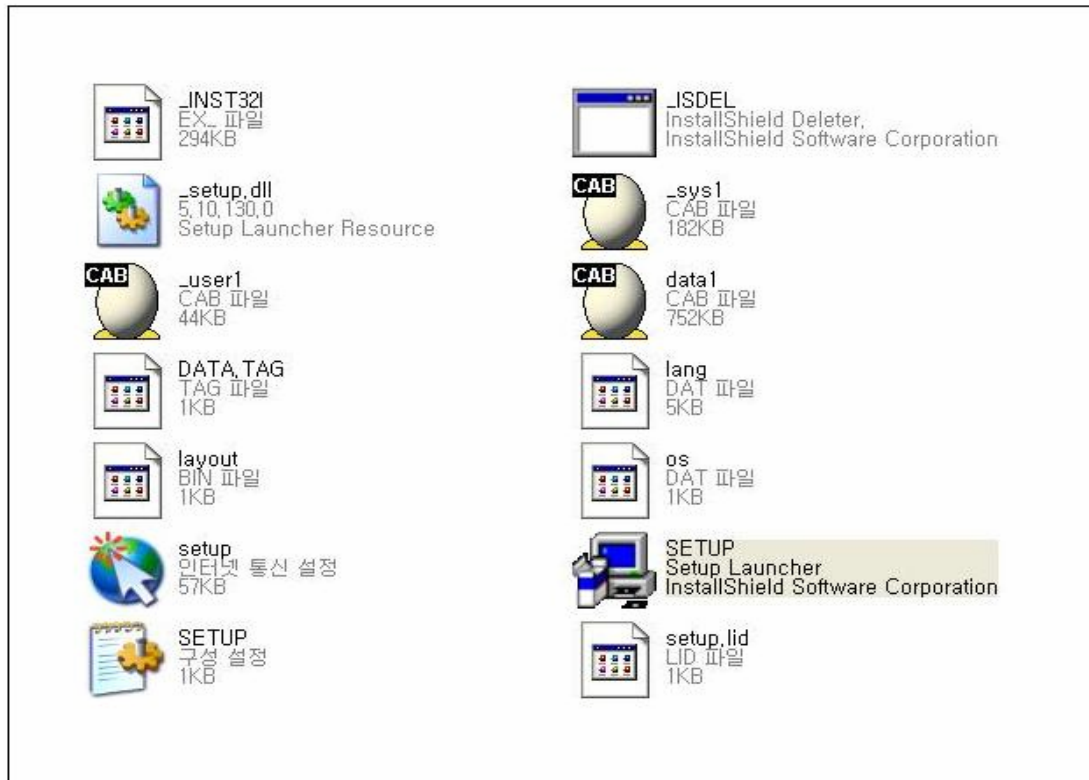 _INST32I
EX_ 파일
294KB
_ISDEL
InstallShield Deleter,
InstallShield Software Corporation
_setup.dll
5.10.130.0
Setup Launcher Resource
CAB
_sys1
CAB 파일
182KB
CAB
_user1
CAB 파일
44KB
CAB
data1
CAB 파일
752KB
DATA.TAG
TAG 파일
1KB
lang
DAT 파일
5KB
layout
BIN 파일
1KB
os
DAT 파일
1KB
setup
인터넷 통신 설정
57KB
SETUP
Setup Launcher
InstallShield Software Corporation
SETUP
구성 설정
1KB
setup.lid
LID 파일
1KB